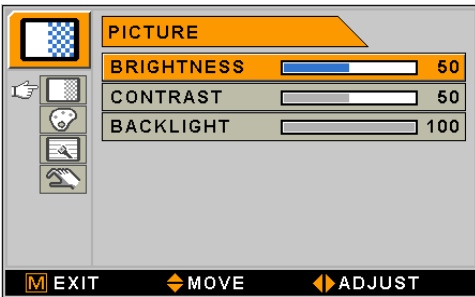 PICTURE
BRIGHTNESS 50
CONTRAST 50
BACKLIGHT 100
M EXIT MOVE ADJUST